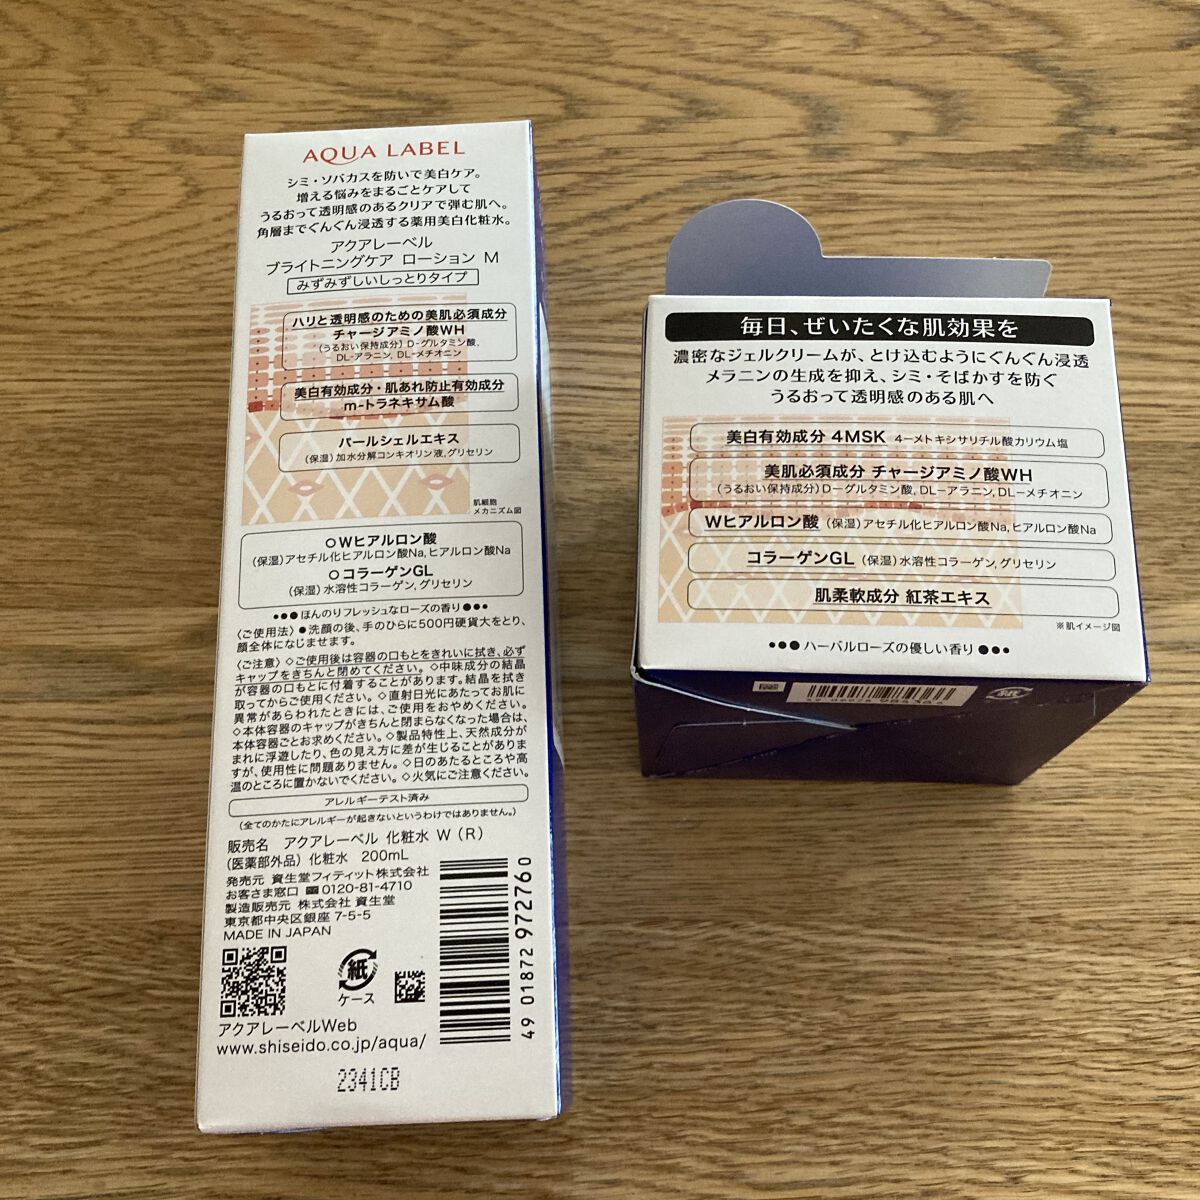 AQUA LABEL
シミ・ソバカスを防いで美白ケア。
増える悩みをまるごとケアして
うるおって透明感のあるクリアで弾む肌へ。
角層までぐんぐん浸透する薬用美白化粧水。
アクアレーベル
ブライトニングケア ローション M
みずみずしいしっとりタイプ
ハリと透明感のための美肌必須成分
チャージアミノ酸WH
(うるおい保持成分) D-グルタミン酸、
DL-アラニン, DL-メチオニン
美白有効成分・肌あれ防止有効成分
m-トラネキサム酸
パールシェルエキス
(保湿) 加水分解コンキオリン液, グリセリン
肌細胞
メカニズム図
○Wヒアルロン酸
(保湿) アセチル化ヒアルロン酸Na, ヒアルロン酸Na
○コラーゲンGL
(保湿) 水溶性コラーゲン, グリセリン
•●● ほんのりフレッシュなローズの香り ●●•
〈ご使用法〉●洗顔の後、手のひらに500円硬貨大をとり、
顔全体になじませます。
〈ご注意〉◇ご使用後は容器の口もとをきれいに拭き、必ず
キャップをきちんと閉めてください。◇中味成分の結晶
が容器の口もとに付着することがあります。結晶を拭き
取ってからご使用ください。◇直射日光にあたってお肌に
異常があらわれたときには、ご使用をおやめください。
◇本体容器のキャップがきちんと閉まらなくなった場合は、
本体容器ごとお求めください。◇製品特性上、天然成分が
まれに浮遊したり、色の見え方に差が生じることがありま
すが、使用性に問題ありません。◇日のあたるところや高
温のところに置かないでください。◇火気にご注意ください。
アレルギーテスト済み
(全てのかたにアレルギーが起きないというわけではありません。)
販売名 アクアレーベル 化粧水 W (R)
(医薬部外品) 化粧水 200mL
発売元 資生堂フィティット株式会社
お客さま窓口 0120-81-4710
製造販売元 株式会社 資生堂
東京都中央区銀座 7-5-5
MADE IN JAPAN
紙
ケース
アクアレーベルWeb
www.shiseido.co.jp/aqua/
4901872972760
2341CB
毎日、ぜいたくな肌効果を
濃密なジェルクリームが、とけ込むようにぐんぐん浸透
メラニンの生成を抑え、シミ・そばかすを防ぐ
うるおって透明感のある肌へ
美白有効成分 4MSK 4-メトキシサリチル酸カリウム塩
美肌必須成分 チャージアミノ酸WH
(うるおい保持成分) D-グルタミン酸, DL-アラニン, DL-メチオニン
Wヒアルロン酸 (保湿) アセチル化ヒアルロン酸Na, ヒアルロン酸Na
コラーゲンGL (保湿) 水溶性コラーゲン, グリセリン
肌柔軟成分 紅茶エキス
※肌イメージ図
•●● ハーバルローズの優しい香り ●●•
紙